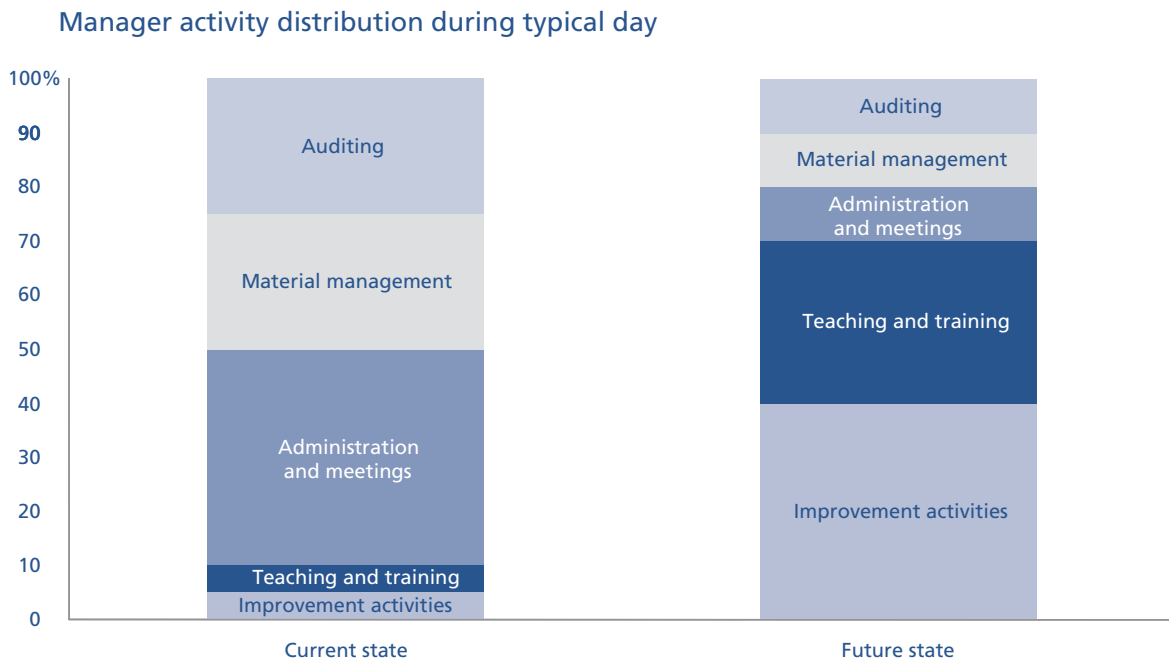 Manager activity distribution during typical day
100%
90
80
70
60
50
40
30
20
10
0
Auditing
Material management
Administration
and meetings
Teaching and training
Improvement activities
Current state
Auditing
Material management
Administration
and meetings
Teaching and training
Improvement activities
Future state